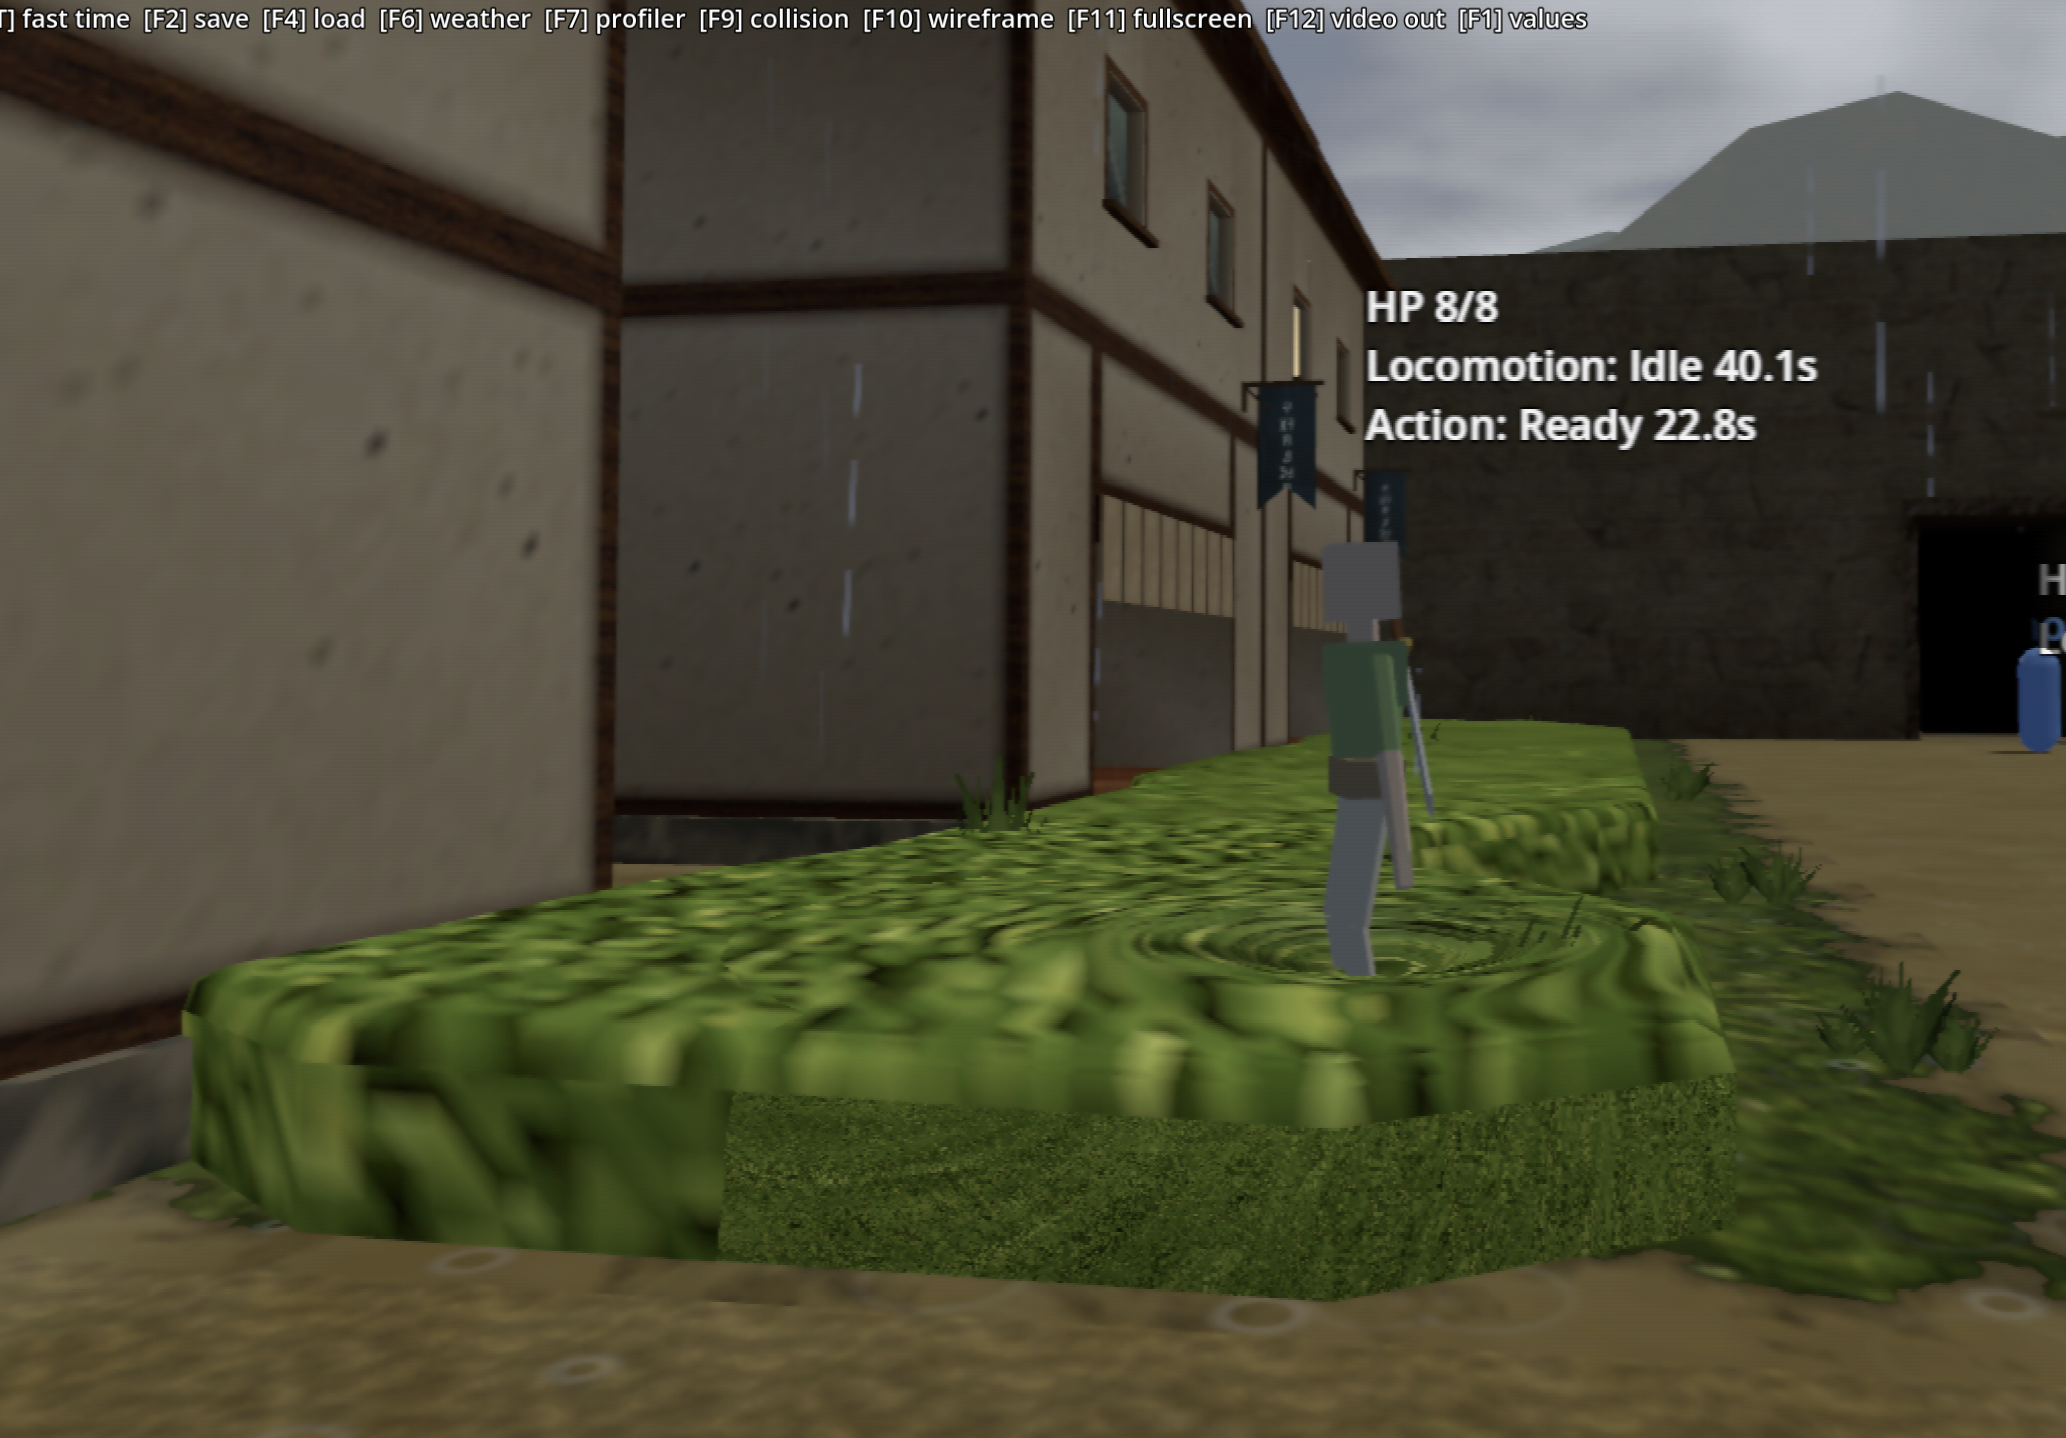 ] fast time [F2] save [F4] load [F6] weather [F7] profiler [F9] collision [F10] wireframe [F11] fullscreen [F12] video out [F1] values
HP 8/8
Locomotion: Idle 40.1s
Action: Ready 22.8s
H